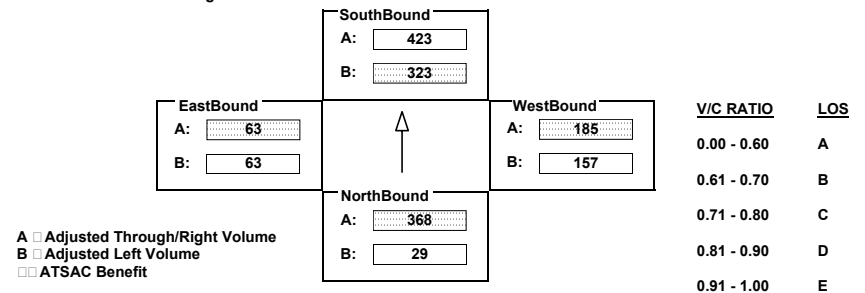 SouthBound
A: 423
B: 323
EastBound
A: 63
B: 63
WestBound
A: 185
B: 157
NorthBound
A: 368
B: 29
A □ Adjusted Through/Right Volume
B □ Adjusted Left Volume
□□ ATSAC Benefit
V/C RATIO LOS
0.00 - 0.60 A
0.61 - 0.70 B
0.71 - 0.80 C
0.81 - 0.90 D
0.91 - 1.00 E